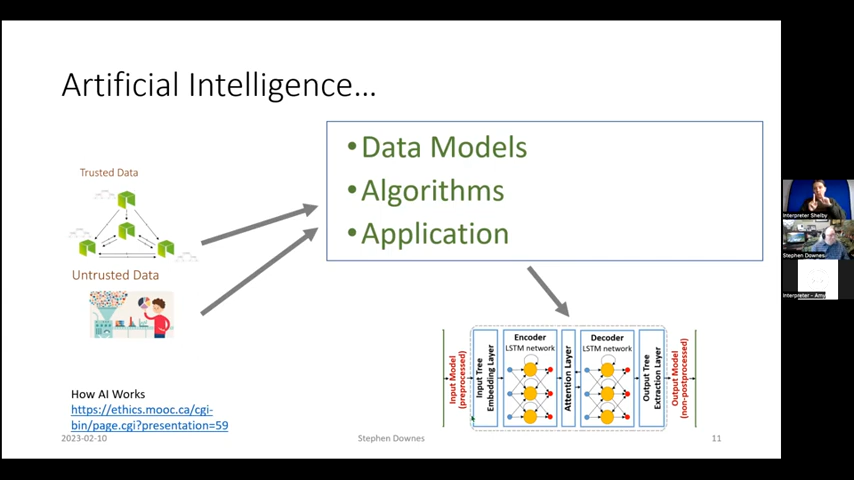 Artificial Intelligence...
Trusted Data
Untrusted Data
•Data Models
•Algorithms
•Application
Input Model
(preprocessed)
Input Tree
Embedding Layer
Encoder
LSTM network
Attention Layer
Decoder
LSTM network
Output Tree
Extraction Layer
Output Model
(non-postprocessed)
How AI Works
https://ethics.mooc.ca/cgi-
bin/page.cgi?presentation=59
2023-02-10
Stephen Downes
11
Interpreter Shelby
Stephen Downes
Interpreter - Amy